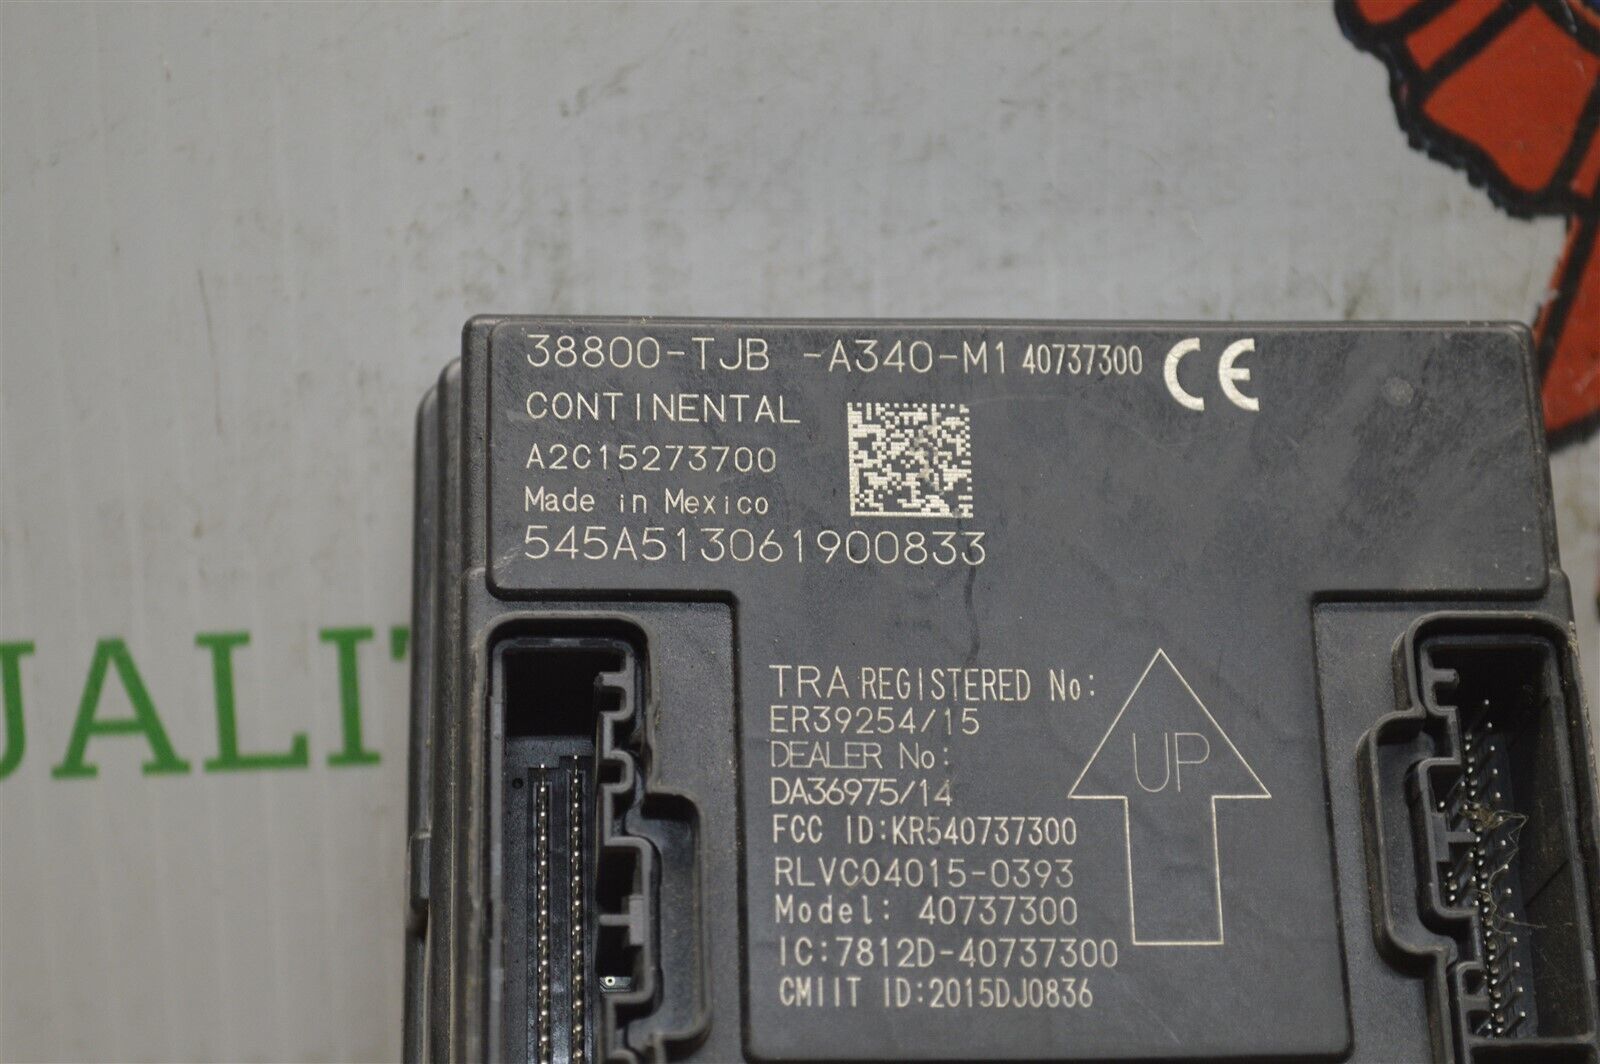 38800-TJB -A340-M1 40737300 CE
CONTINENTAL
A2C15273700
Made in Mexico
545A513061900833
TRA REGISTERED No:
ER39254/15
DEALER No:
DA36975/14
FCC ID:KR540737300
RLVC04015-0393
Model: 40737300
IC:7812D-40737300
CMIIT ID:2015DJ0836
UP
UALIT